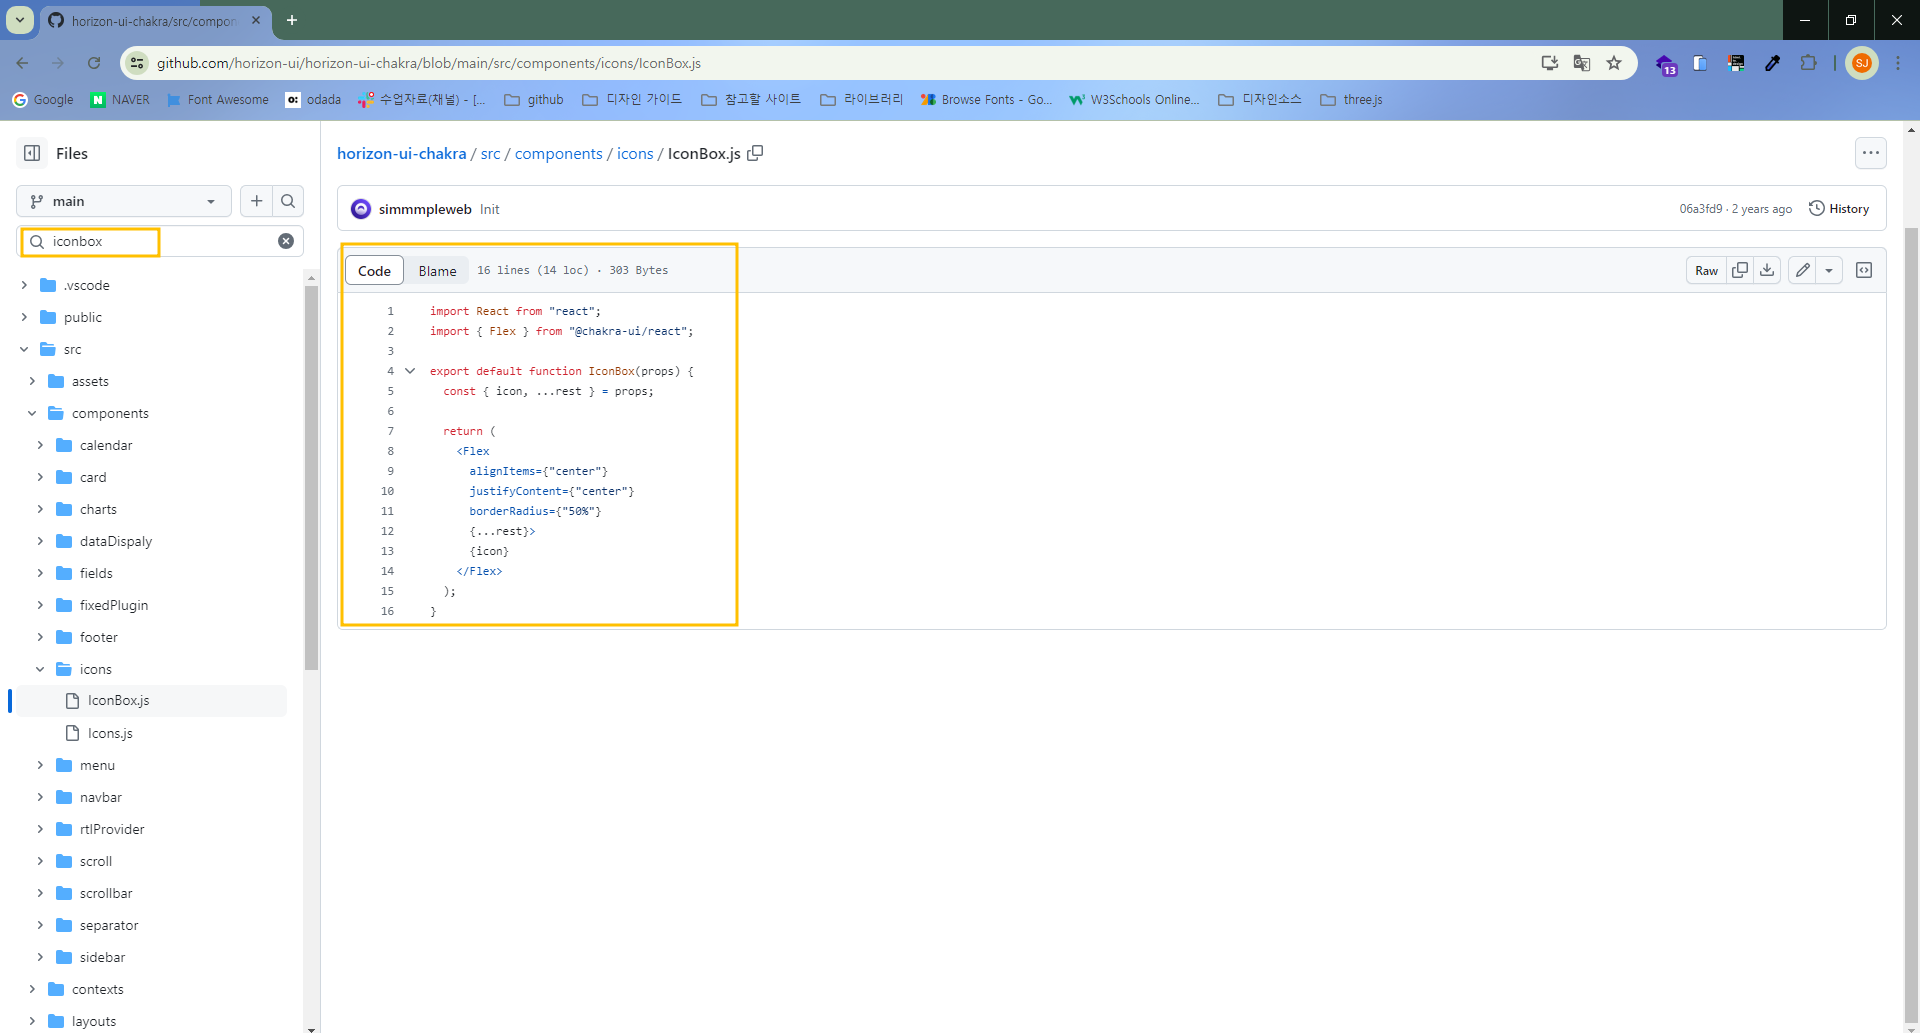 horizon-ui-chakra/src/compon
github.com/horizon-ui/horizon-ui-chakra/blob/main/src/components/icons/IconBox.js
13
SJ
Google
NAVER
Font Awesome
odada
수업자료(채널) - [...
github
디자인 가이드
참고할 사이트
라이브러리
Browse Fonts - Go...
W3Schools Online...
디자인소스
three.js
Files
horizon-ui-chakra / src / components / icons / IconBox.js
main
simmmpleweb Init
06a3fd9 · 2 years ago
History
iconbox
Code
Blame
16 lines (14 loc) · 303 Bytes
Raw
.vscode
public
src
assets
components
calendar
card
charts
dataDispaly
fields
fixedPlugin
footer
icons
IconBox.js
Icons.js
menu
navbar
rtlProvider
scroll
scrollbar
separator
sidebar
contexts
layouts
1 import React from "react";
2 import { Flex } from "@chakra-ui/react";
3
4 export default function IconBox(props) {
5 const { icon, ...rest } = props;
6
7 return (
8 <Flex
9 alignItems={"center"}
10 justifyContent={"center"}
11 borderRadius={"50%"}
12 {...rest}>
13 {icon}
14 </Flex>
15 );
16 }